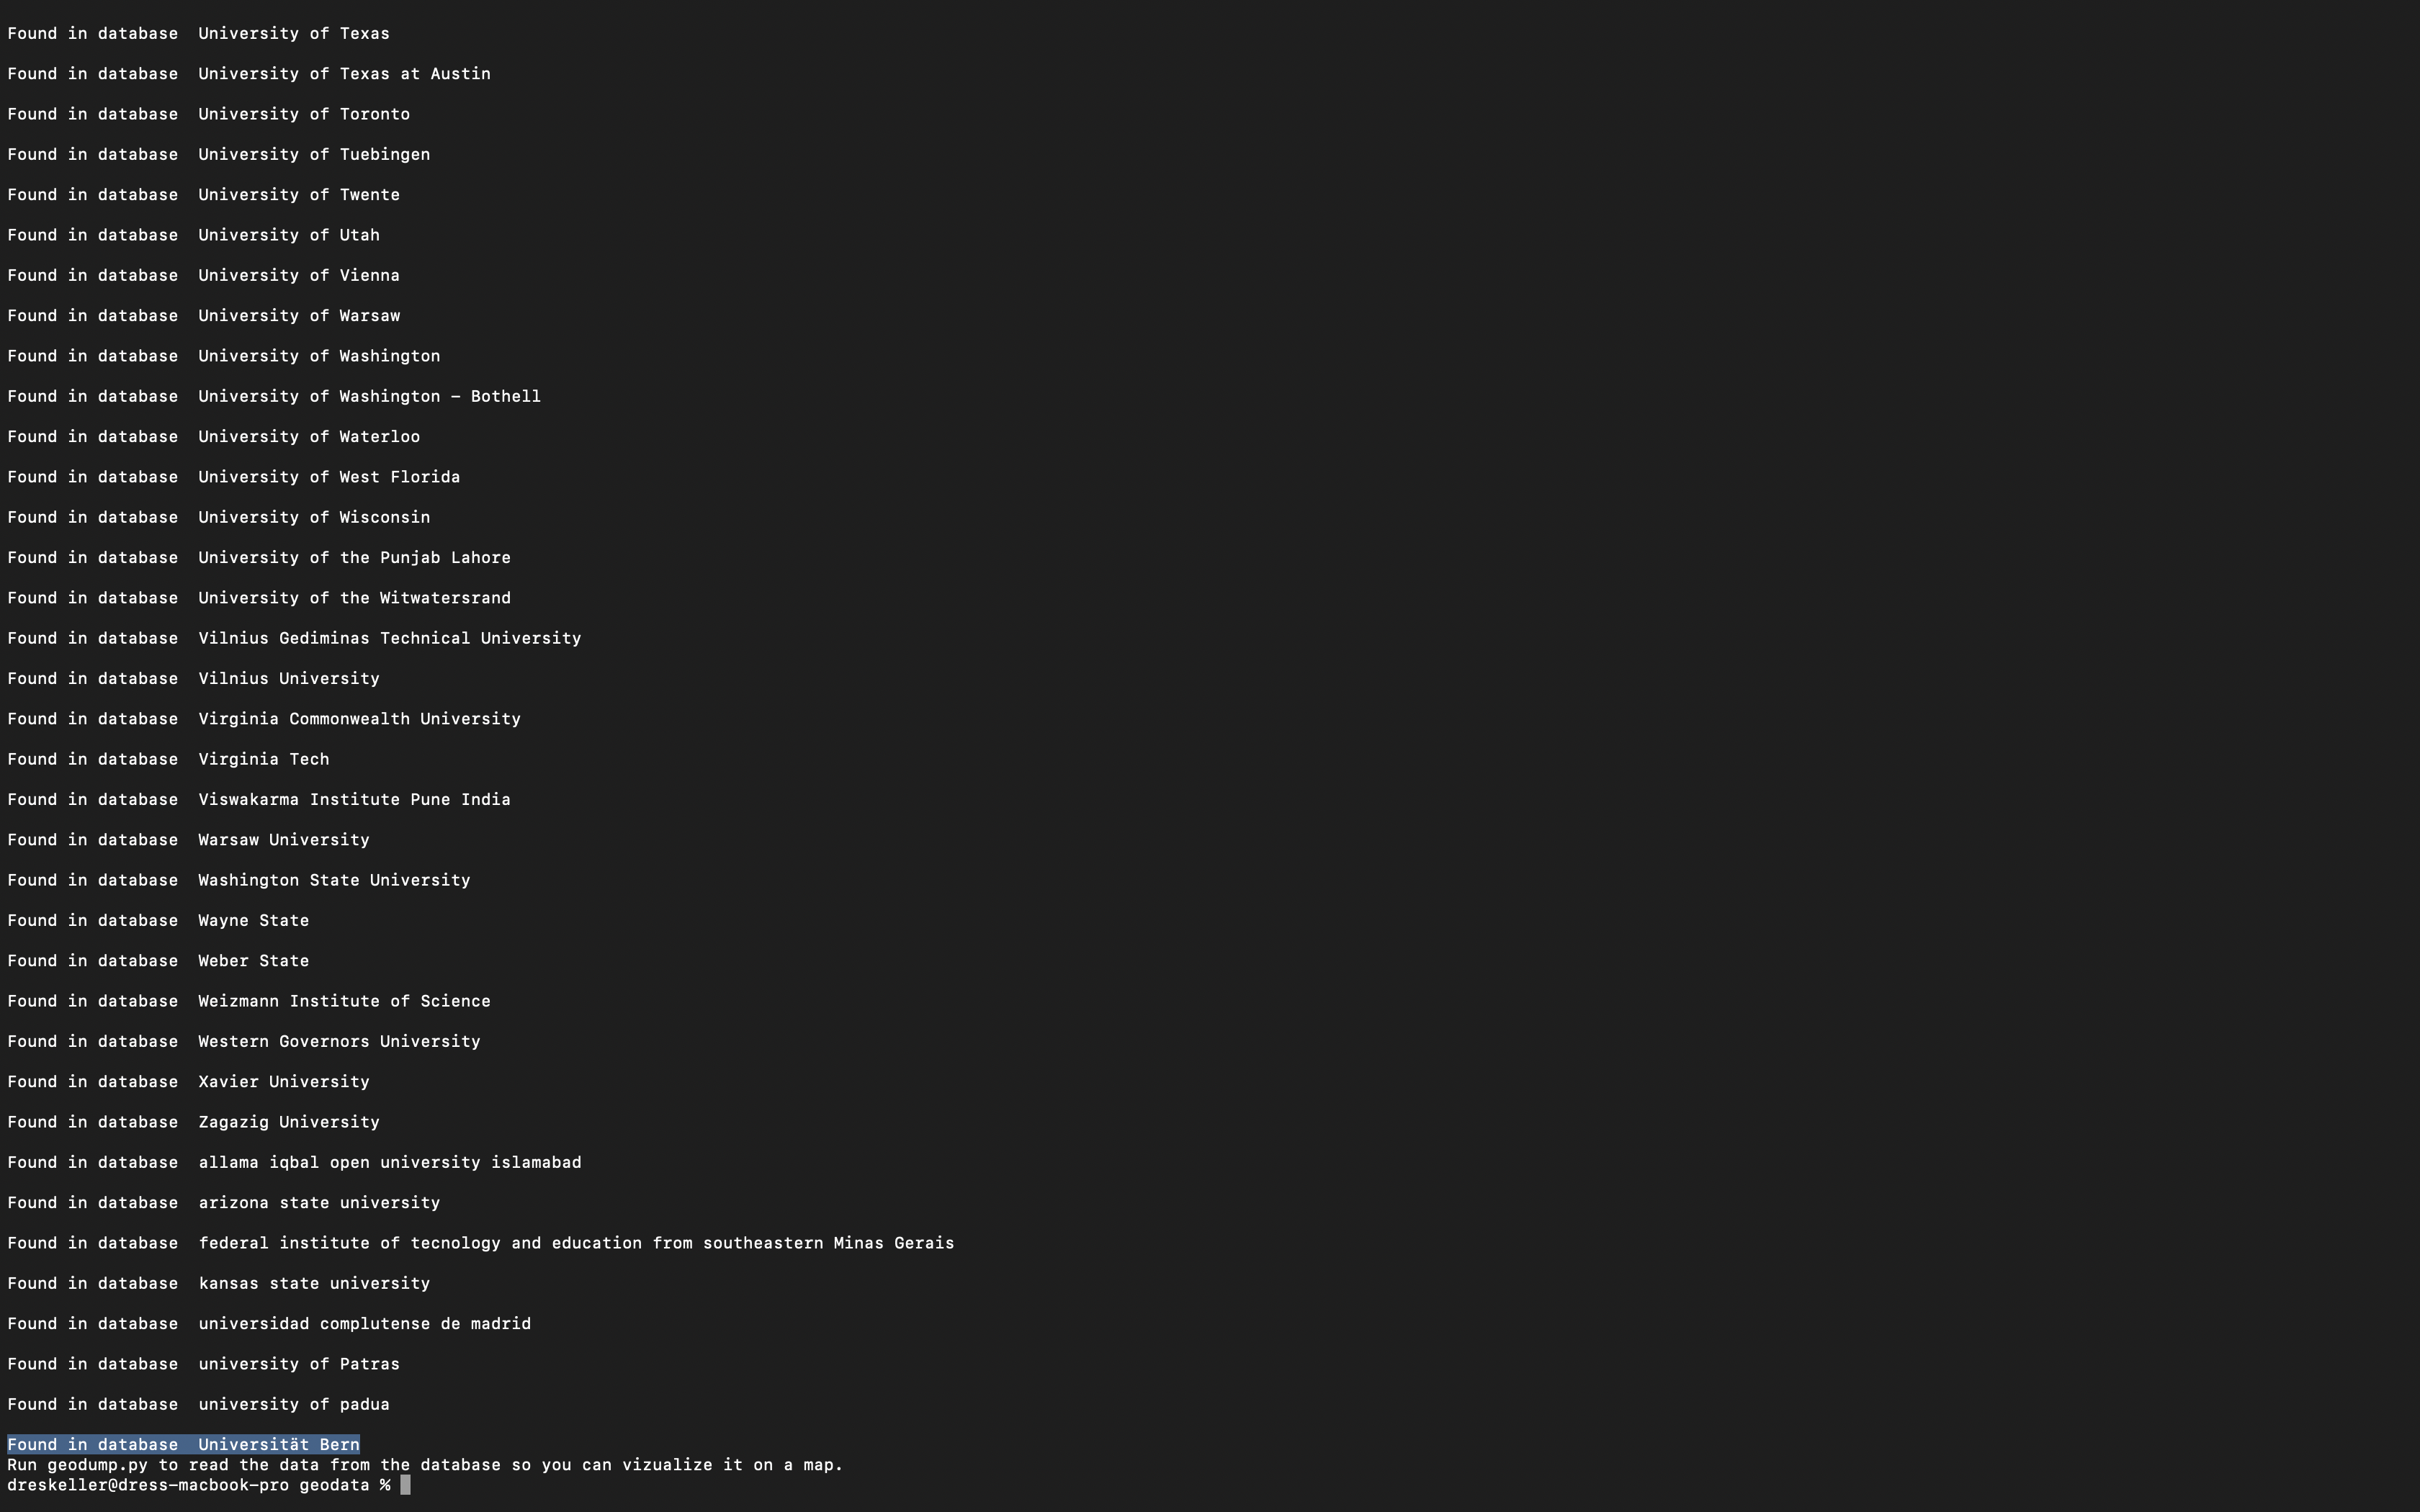 Found in database  University of Texas
Found in database  University of Texas at Austin
Found in database  University of Toronto
Found in database  University of Tuebingen
Found in database  University of Twente
Found in database  University of Utah
Found in database  University of Vienna
Found in database  University of Warsaw
Found in database  University of Washington
Found in database  University of Washington - Bothell
Found in database  University of Waterloo
Found in database  University of West Florida
Found in database  University of Wisconsin
Found in database  University of the Punjab Lahore
Found in database  University of the Witwatersrand
Found in database  Vilnius Gediminas Technical University
Found in database  Vilnius University
Found in database  Virginia Commonwealth University
Found in database  Virginia Tech
Found in database  Viswakarma Institute Pune India
Found in database  Warsaw University
Found in database  Washington State University
Found in database  Wayne State
Found in database  Weber State
Found in database  Weizmann Institute of Science
Found in database  Western Governors University
Found in database  Xavier University
Found in database  Zagazig University
Found in database  allama iqbal open university islamabad
Found in database  arizona state university
Found in database  federal institute of tecnology and education from southeastern Minas Gerais
Found in database  kansas state university
Found in database  universidad complutense de madrid
Found in database  university of Patras
Found in database  university of padua
Found in database  Universität Bern
Run geodump.py to read the data from the database so you can vizualize it on a map.
dreskeller@dress-macbook-pro geodata %